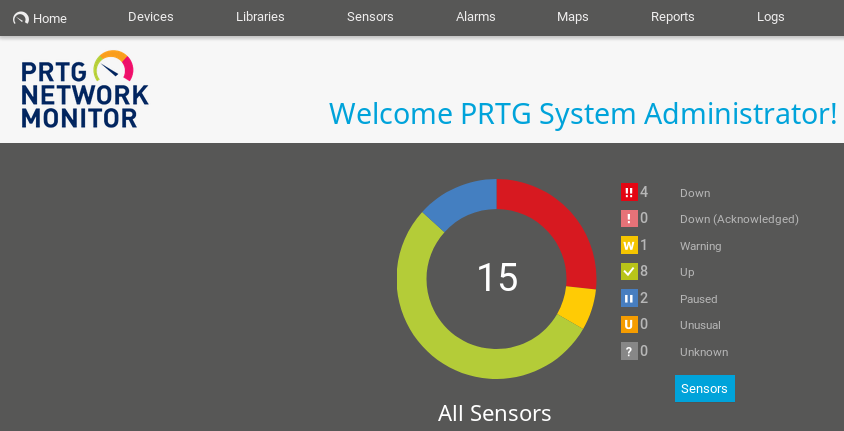 Home Devices Libraries Sensors Alarms Maps Reports Logs
PRTG
NETWORK
MONITOR
Welcome PRTG System Administrator!
!! 4 Down
! 0 Down (Acknowledged)
W 1 Warning
8 Up
2 Paused
U 0 Unusual
? 0 Unknown
15
Sensors
All Sensors